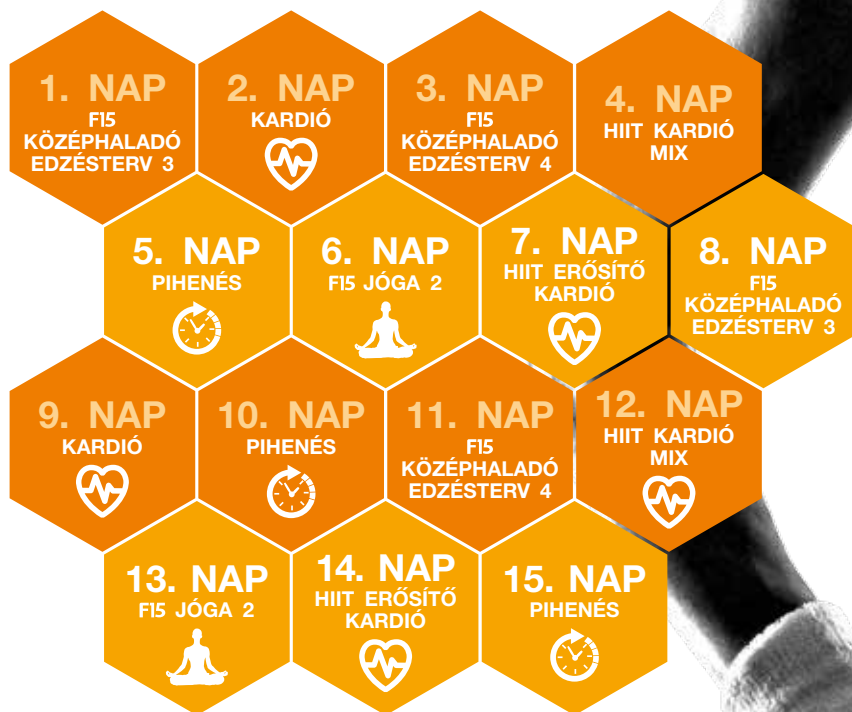 1. NAP
F15
KÖZÉPHALADÓ
EDZÉSTERV 3
2. NAP
KARDIÓ
3. NAP
F15
KÖZÉPHALADÓ
EDZÉSTERV 4
4. NAP
HIIT KARDIÓ
MIX
5. NAP
PIHENÉS
6. NAP
F15 JÓGA 2
7. NAP
HIIT ERŐSÍTŐ
KARDIÓ
8. NAP
F15
KÖZÉPHALADÓ
EDZÉSTERV 3
9. NAP
KARDIÓ
10. NAP
PIHENÉS
11. NAP
F15
KÖZÉPHALADÓ
EDZÉSTERV 4
12. NAP
HIIT KARDIÓ
MIX
13. NAP
F15 JÓGA 2
14. NAP
HIIT ERŐSÍTŐ
KARDIÓ
15. NAP
PIHENÉS